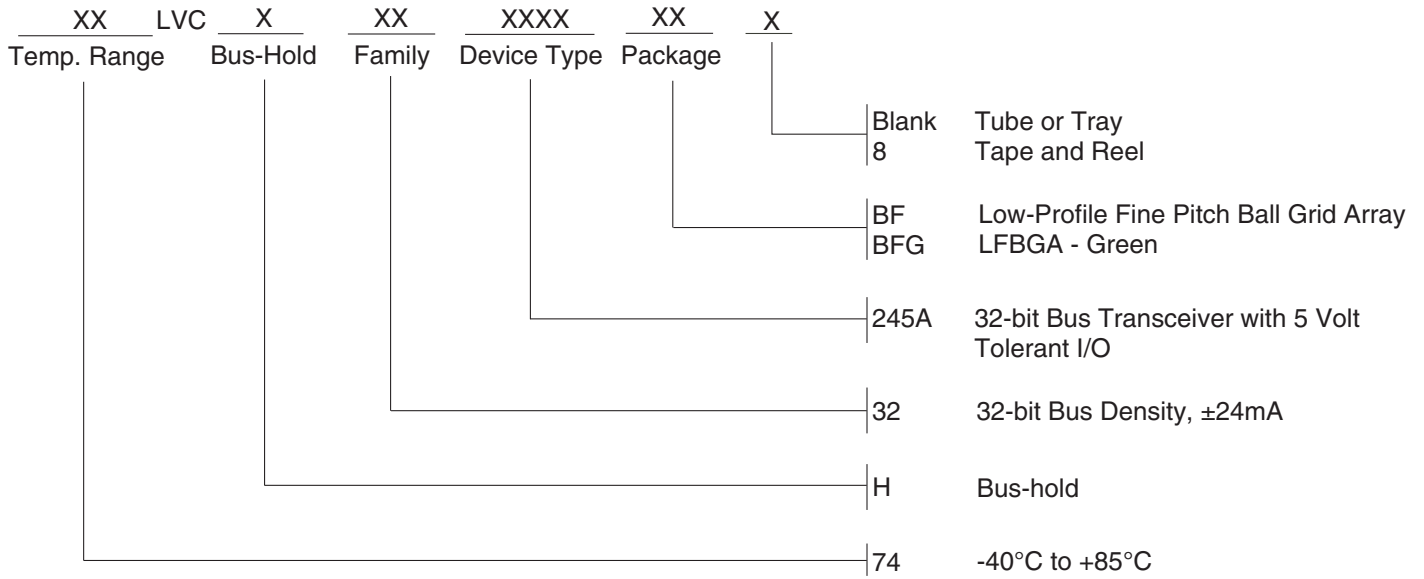 XX LVC X XX XXXX XX X
Temp. Range Bus-Hold Family Device Type Package
Blank Tube or Tray
8 Tape and Reel
BF Low-Profile Fine Pitch Ball Grid Array
BFG LFBGA - Green
245A 32-bit Bus Transceiver with 5 Volt
Tolerant I/O
32 32-bit Bus Density, ±24mA
H Bus-hold
74 -40°C to +85°C